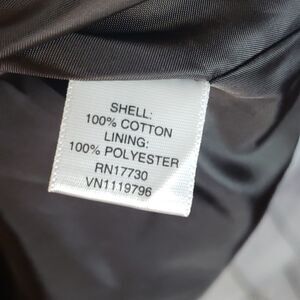 SHELL:
100% COTTON
LINING:
100% POLYESTER
RN17730
VN1119796